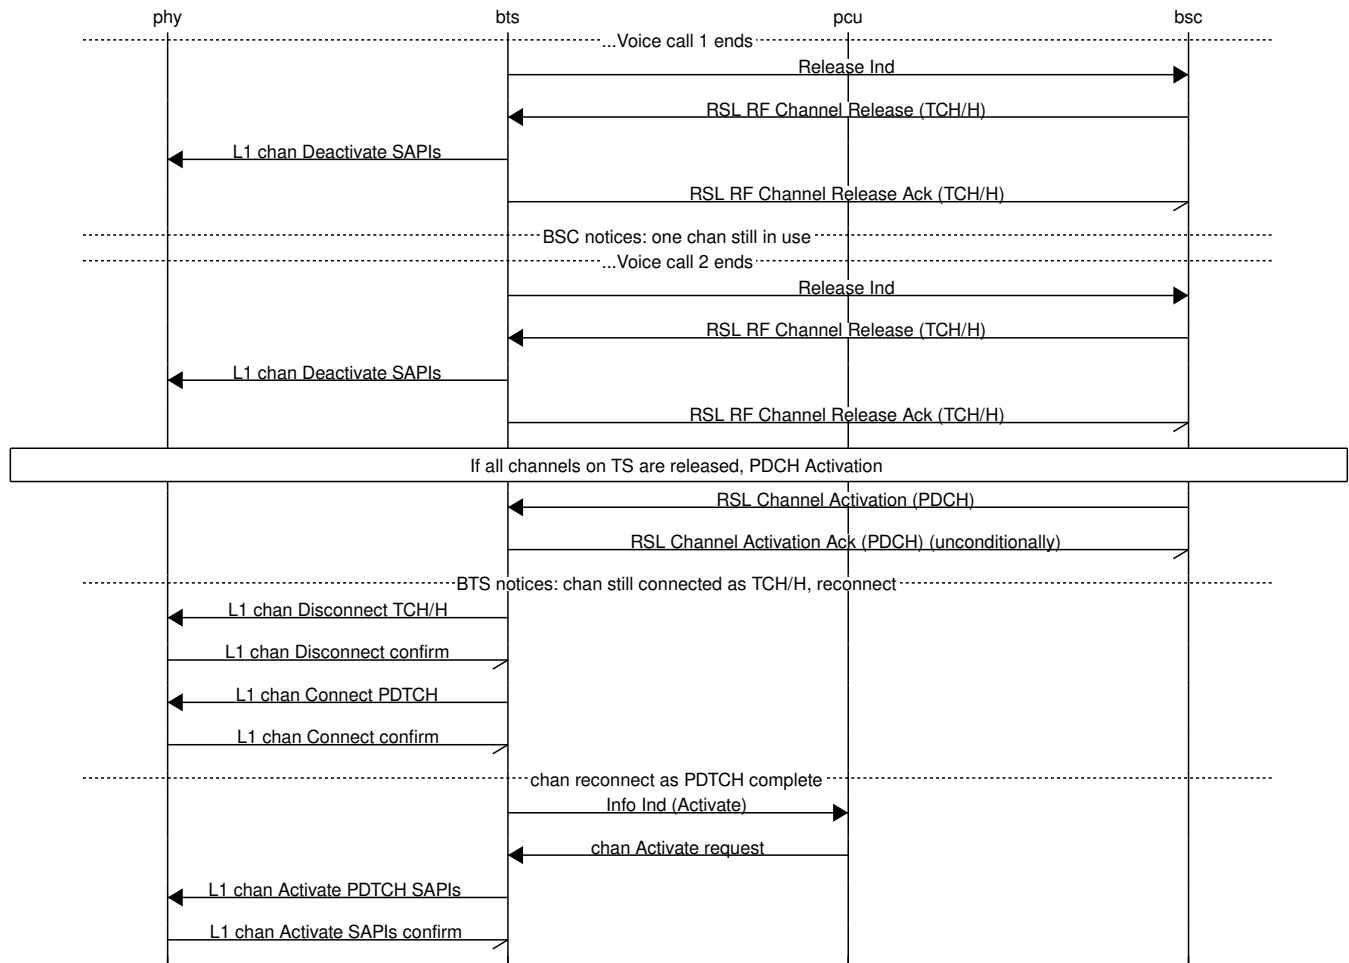 phy bts pcu bsc
...Voice call 1 ends
Release Ind
RSL RF Channel Release (TCH/H)
L1 chan Deactivate SAPIs
RSL RF Channel Release Ack (TCH/H)
BSC notices: one chan still in use
...Voice call 2 ends
Release Ind
RSL RF Channel Release (TCH/H)
L1 chan Deactivate SAPIs
RSL RF Channel Release Ack (TCH/H)
If all channels on TS are released, PDCH Activation
RSL Channel Activation (PDCH)
RSL Channel Activation Ack (PDCH) (unconditionally)
BTS notices: chan still connected as TCH/H, reconnect
L1 chan Disconnect TCH/H
L1 chan Disconnect confirm
L1 chan Connect PDTCH
L1 chan Connect confirm
chan reconnect as PDTCH complete
Info Ind (Activate)
chan Activate request
L1 chan Activate PDTCH SAPIs
L1 chan Activate SAPIs confirm